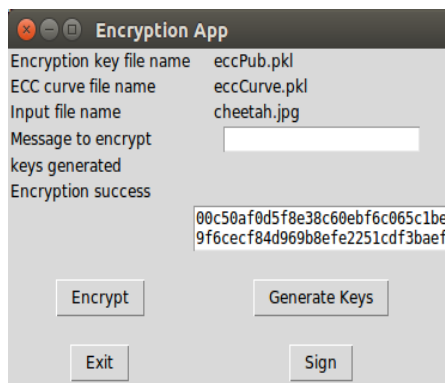 Encryption App
Encryption key file name eccPub.pkl
ECC curve file name eccCurve.pkl
Input file name cheetah.jpg
Message to encrypt
keys generated
Encryption success
00c50af0d5f8e38c60ebf6c065c1be
9f6cecf84d969b8efe2251cdf3baef
Encrypt Generate Keys
Exit Sign